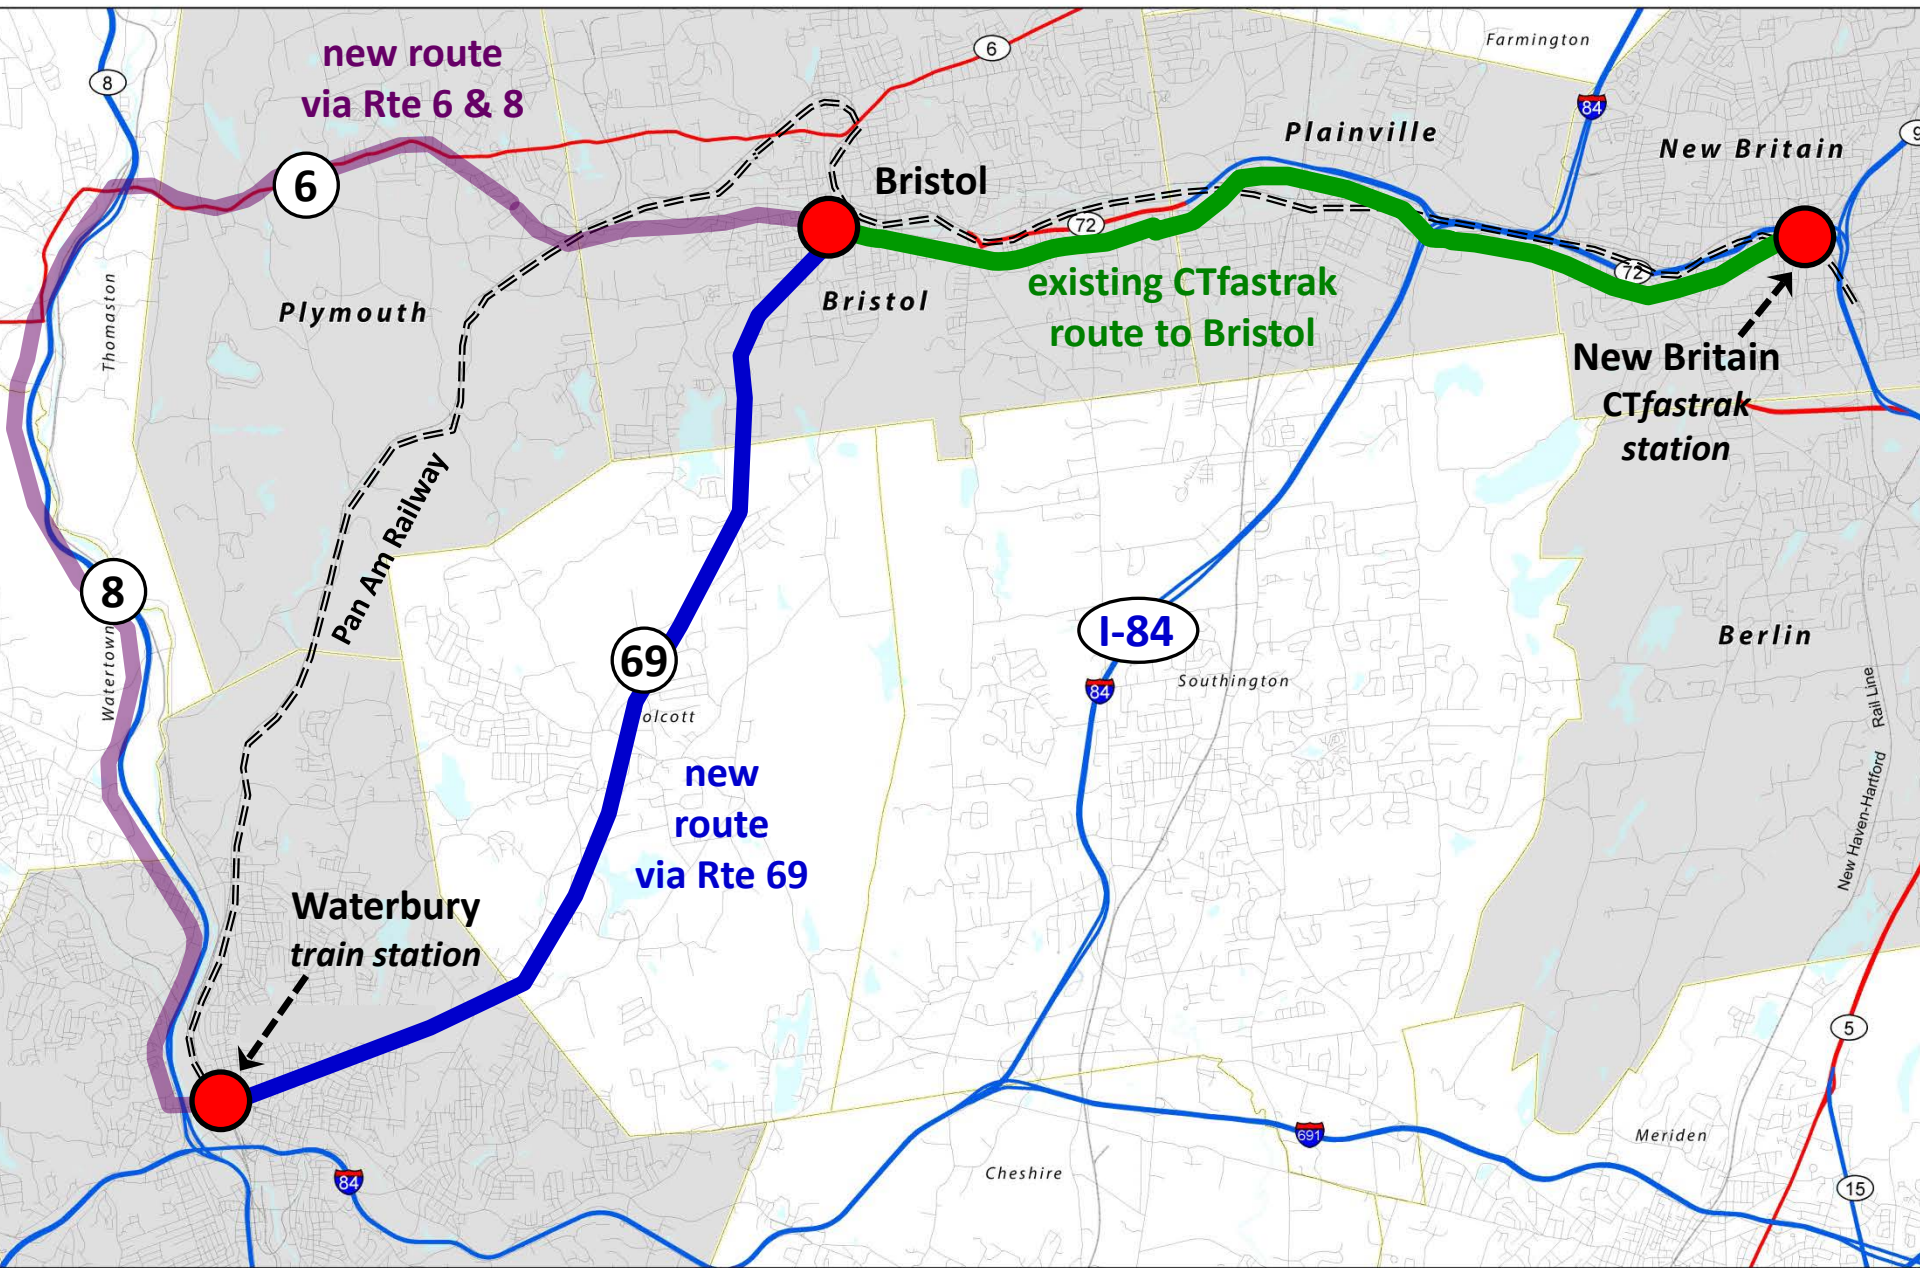 new route
via Rte 6 & 8
6
Farmington
8
84
Plainville
New Britain
9
6
Bristol
72
72
existing CTfastrak
route to Bristol
Bristol
Plymouth
Thomaston
New Britain
CTfastrak
station
Pan Am Railway
8
Watertown
69
olcott
I-84
84
Southington
Berlin
Rail Line
New Haven-Hartford
new
route
via Rte 69
Waterbury
train station
5
691
Meriden
Cheshire
84
15